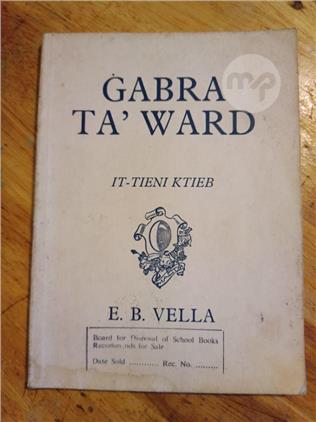 ĠABRA
TA' WARD
IT-TIENI KTIEB
E. B. VELLA
Board for Disposal of School Books
for Sale
Date Sold ............ Rec. No. .........
mp